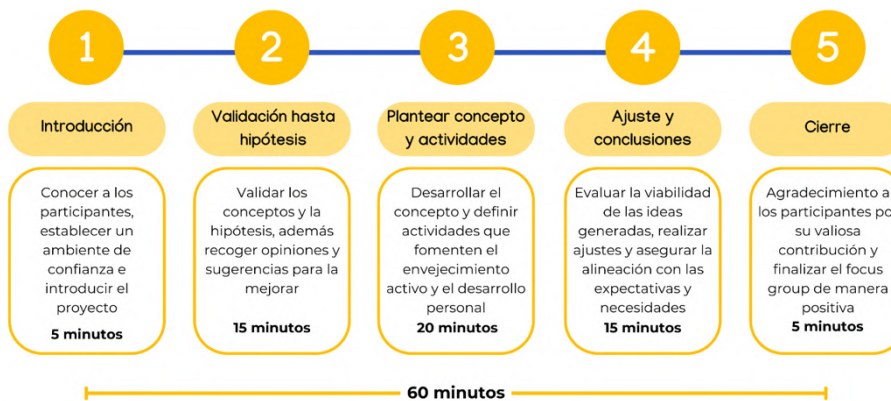 1
2
3
4
5
Introducción
Validación hasta
hipótesis
Plantear concepto
y actividades
Ajuste y
conclusiones
Cierre
Conocer a los
participantes,
establecer un
ambiente de
confianza e
introducir el
proyecto
5 minutos
Validar los
conceptos y la
hipótesis, además
recoger opiniones y
sugerencias para la
mejorar
15 minutos
Desarrollar el
concepto y definir
actividades que
fomenten el
envejecimiento
activo y el desarrollo
personal
20 minutos
Evaluar la viabilidad
de las ideas
generadas, realizar
ajustes y asegurar la
alineación con las
expectativas y
necesidades
15 minutos
Agradecimiento a
los participantes po
su valiosa
contribución y
finalizar el focus
group de manera
positiva
5 minutos
60 minutos